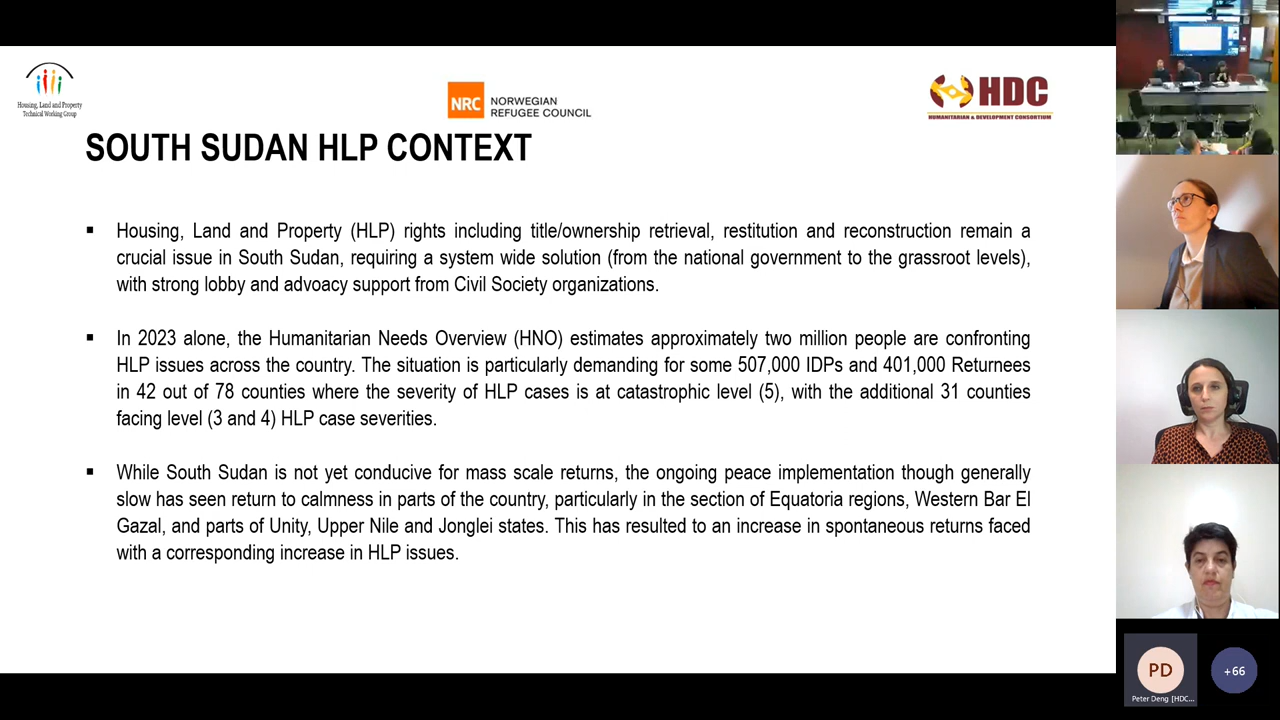 Housing, Land and Property
Technical Working Group
NRC
NORWEGIAN
REFUGEE COUNCIL
HDC
HUMANITARIAN & DEVELOPMENT CONSORTIUM
SOUTH SUDAN HLP CONTEXT
▪ Housing, Land and Property (HLP) rights including title/ownership retrieval, restitution and reconstruction remain a
crucial issue in South Sudan, requiring a system wide solution (from the national government to the grassroot levels),
with strong lobby and advoacy support from Civil Society organizations.
▪ In 2023 alone, the Humanitarian Needs Overview (HNO) estimates approximately two million people are confronting
HLP issues across the country. The situation is particularly demanding for some 507,000 IDPs and 401,000 Returnees
in 42 out of 78 counties where the severity of HLP cases is at catastrophic level (5), with the additional 31 counties
facing level (3 and 4) HLP case severities.
▪ While South Sudan is not yet conducive for mass scale returns, the ongoing peace implementation though generally
slow has seen return to calmness in parts of the country, particularly in the section of Equatoria regions, Western Bar El
Gazal, and parts of Unity, Upper Nile and Jonglei states. This has resulted to an increase in spontaneous returns faced
with a corresponding increase in HLP issues.
PD
Peter Deng [HDC...
+66